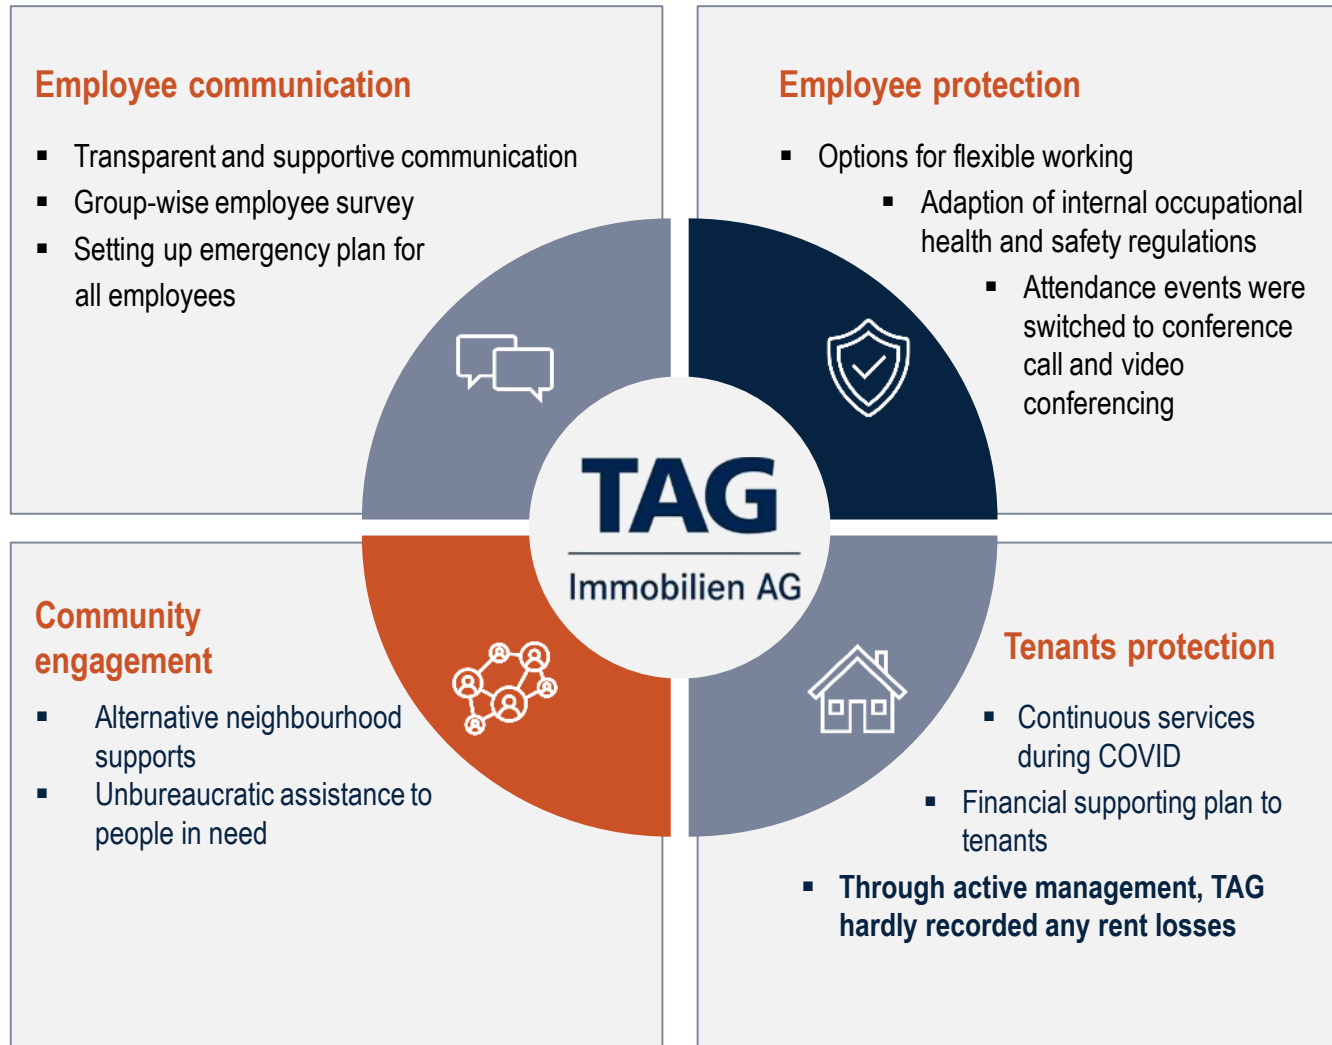 Employee communication
▪ Transparent and supportive communication
▪ Group-wise employee survey
▪ Setting up emergency plan for
all employees
Employee protection
▪ Options for flexible working
▪ Adaption of internal occupational
health and safety regulations
▪ Attendance events were
switched to conference
call and video
conferencing
TAG
Immobilien AG
Community
engagement
▪ Alternative neighbourhood
supports
▪ Unbureaucratic assistance to
people in need
Tenants protection
▪ Continuous services
during COVID
▪ Financial supporting plan to
tenants
▪ Through active management, TAG
hardly recorded any rent losses